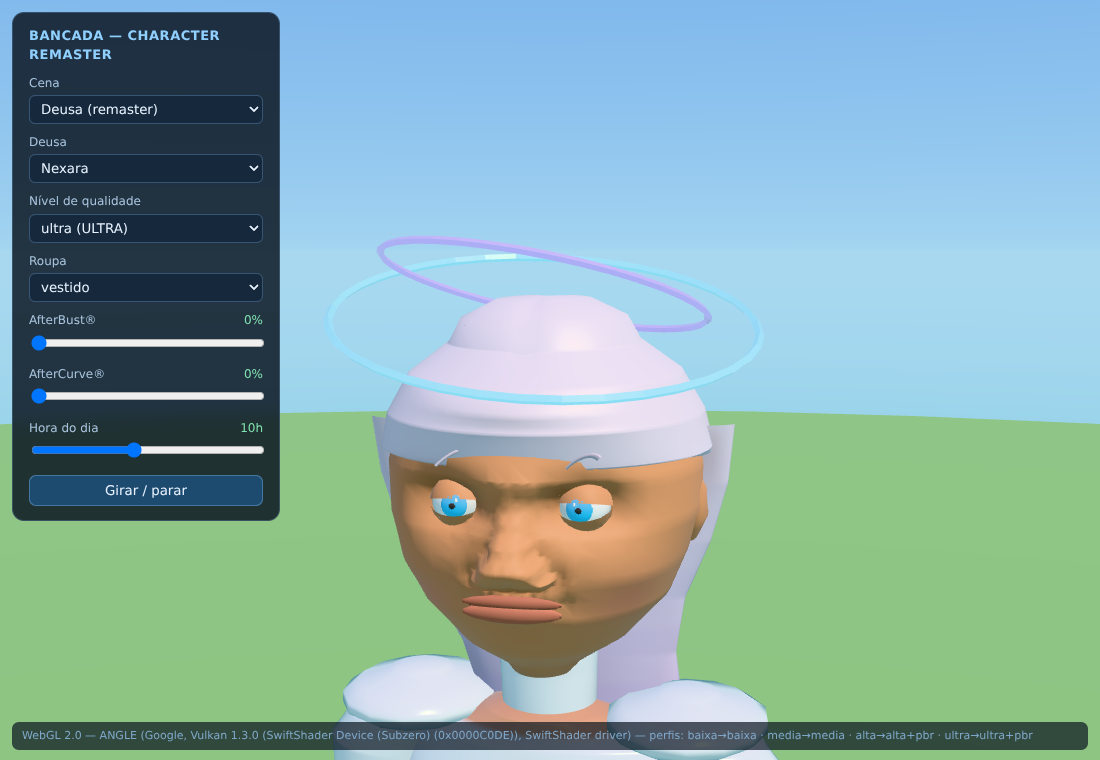 BANCADA — CHARACTER
REMASTER
Cena
Deusa (remaster)
Deusa
Nexara
Nível de qualidade
ultra (ULTRA)
Roupa
vestido
AfterBust® 0%
AfterCurve® 0%
Hora do dia 10h
Girar / parar
WebGL 2.0 — ANGLE (Google, Vulkan 1.3.0 (SwiftShader Device (Subzero) (0x0000C0DE)), SwiftShader driver) — perfis: baixa→baixa · media→media · alta→alta+pbr · ultra→ultra+pbr